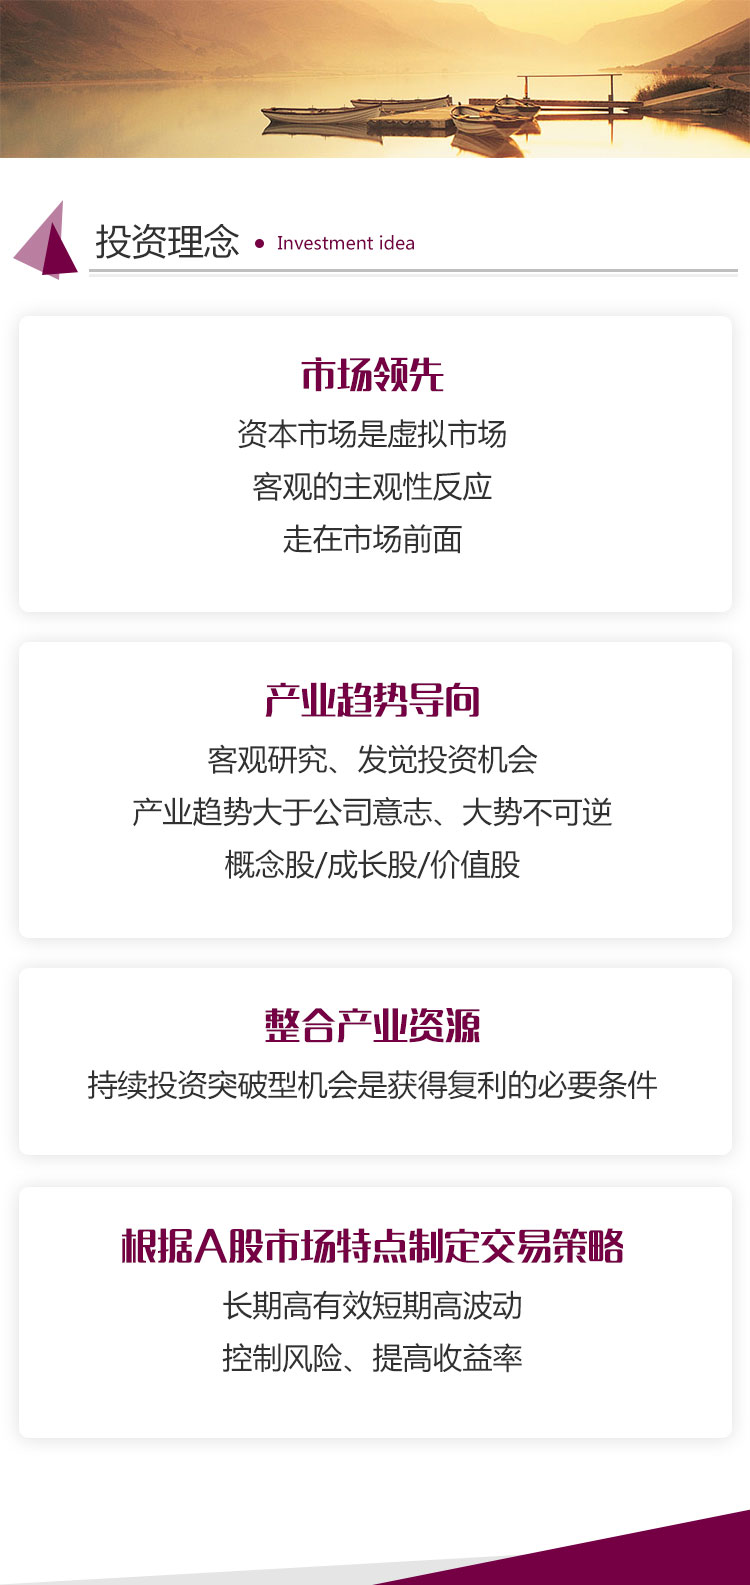 投资理念 • Investment idea
市场领先
资本市场是虚拟市场
客观的主观性反应
走在市场前面
产业趋势导向
客观研究、发觉投资机会
产业趋势大于公司意志、大势不可逆
概念股/成长股/价值股
整合产业资源
持续投资突破型机会是获得复利的必要条件
根据A股市场特点制定交易策略
长期高有效短期高波动
控制风险、提高收益率